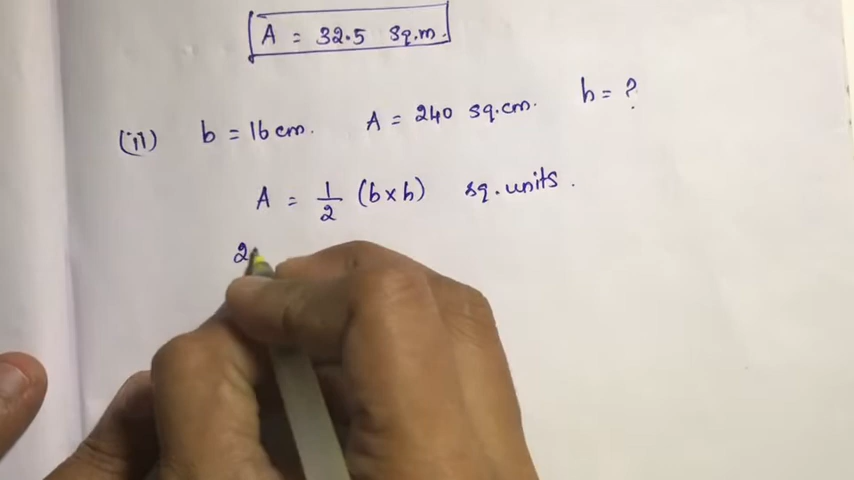 A = 32.5 sq.m.
(ii) b = 16 cm. A = 240 sq.cm. h = ?
A = 1/2 (b x h) sq. units.
2